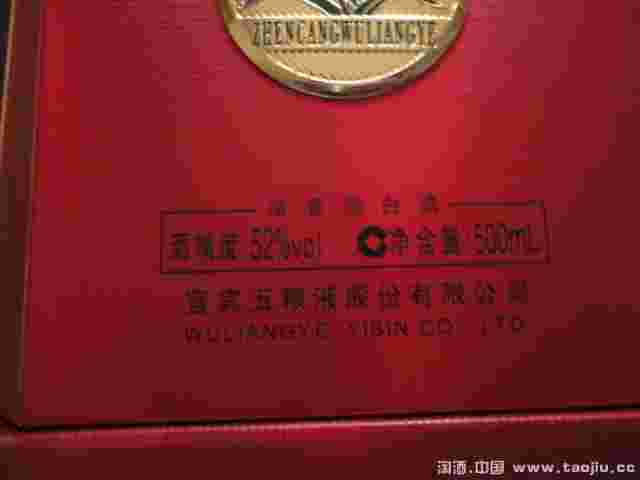 ZHENCANGWULIANGYE
浓香型白酒
酒精度 52%vol 净含量 500mL
宜宾五粮液股份有限公司
WULIANGYE YIBIN CO., LTD.
淘酒.中国 www.taojiu.cc